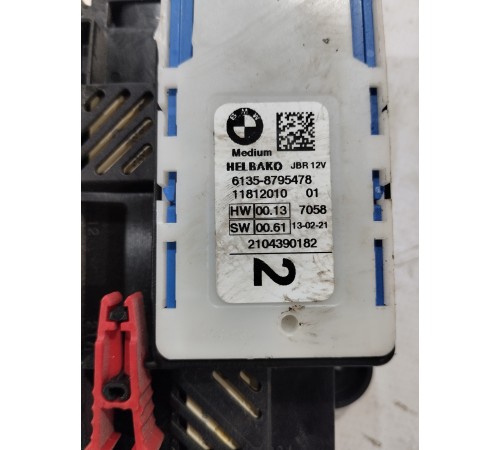 BMW
Medium
HELBAKO JBR 12V
6135-8795478
11812010 01
HW 00.13 7058
SW 00.61 13-02-21
2104390182
2